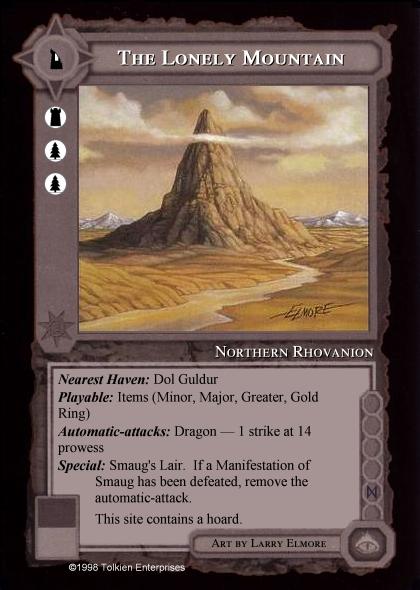 The Lonely Mountain
Elmore
Northern Rhovanion
Nearest Haven: Dol Guldur
Playable: Items (Minor, Major, Greater, Gold
Ring)
Automatic-attacks: Dragon — 1 strike at 14
prowess
Special: Smaug's Lair. If a Manifestation of
Smaug has been defeated, remove the
automatic-attack.
This site contains a hoard.
Art by Larry Elmore
©1998 Tolkien Enterprises